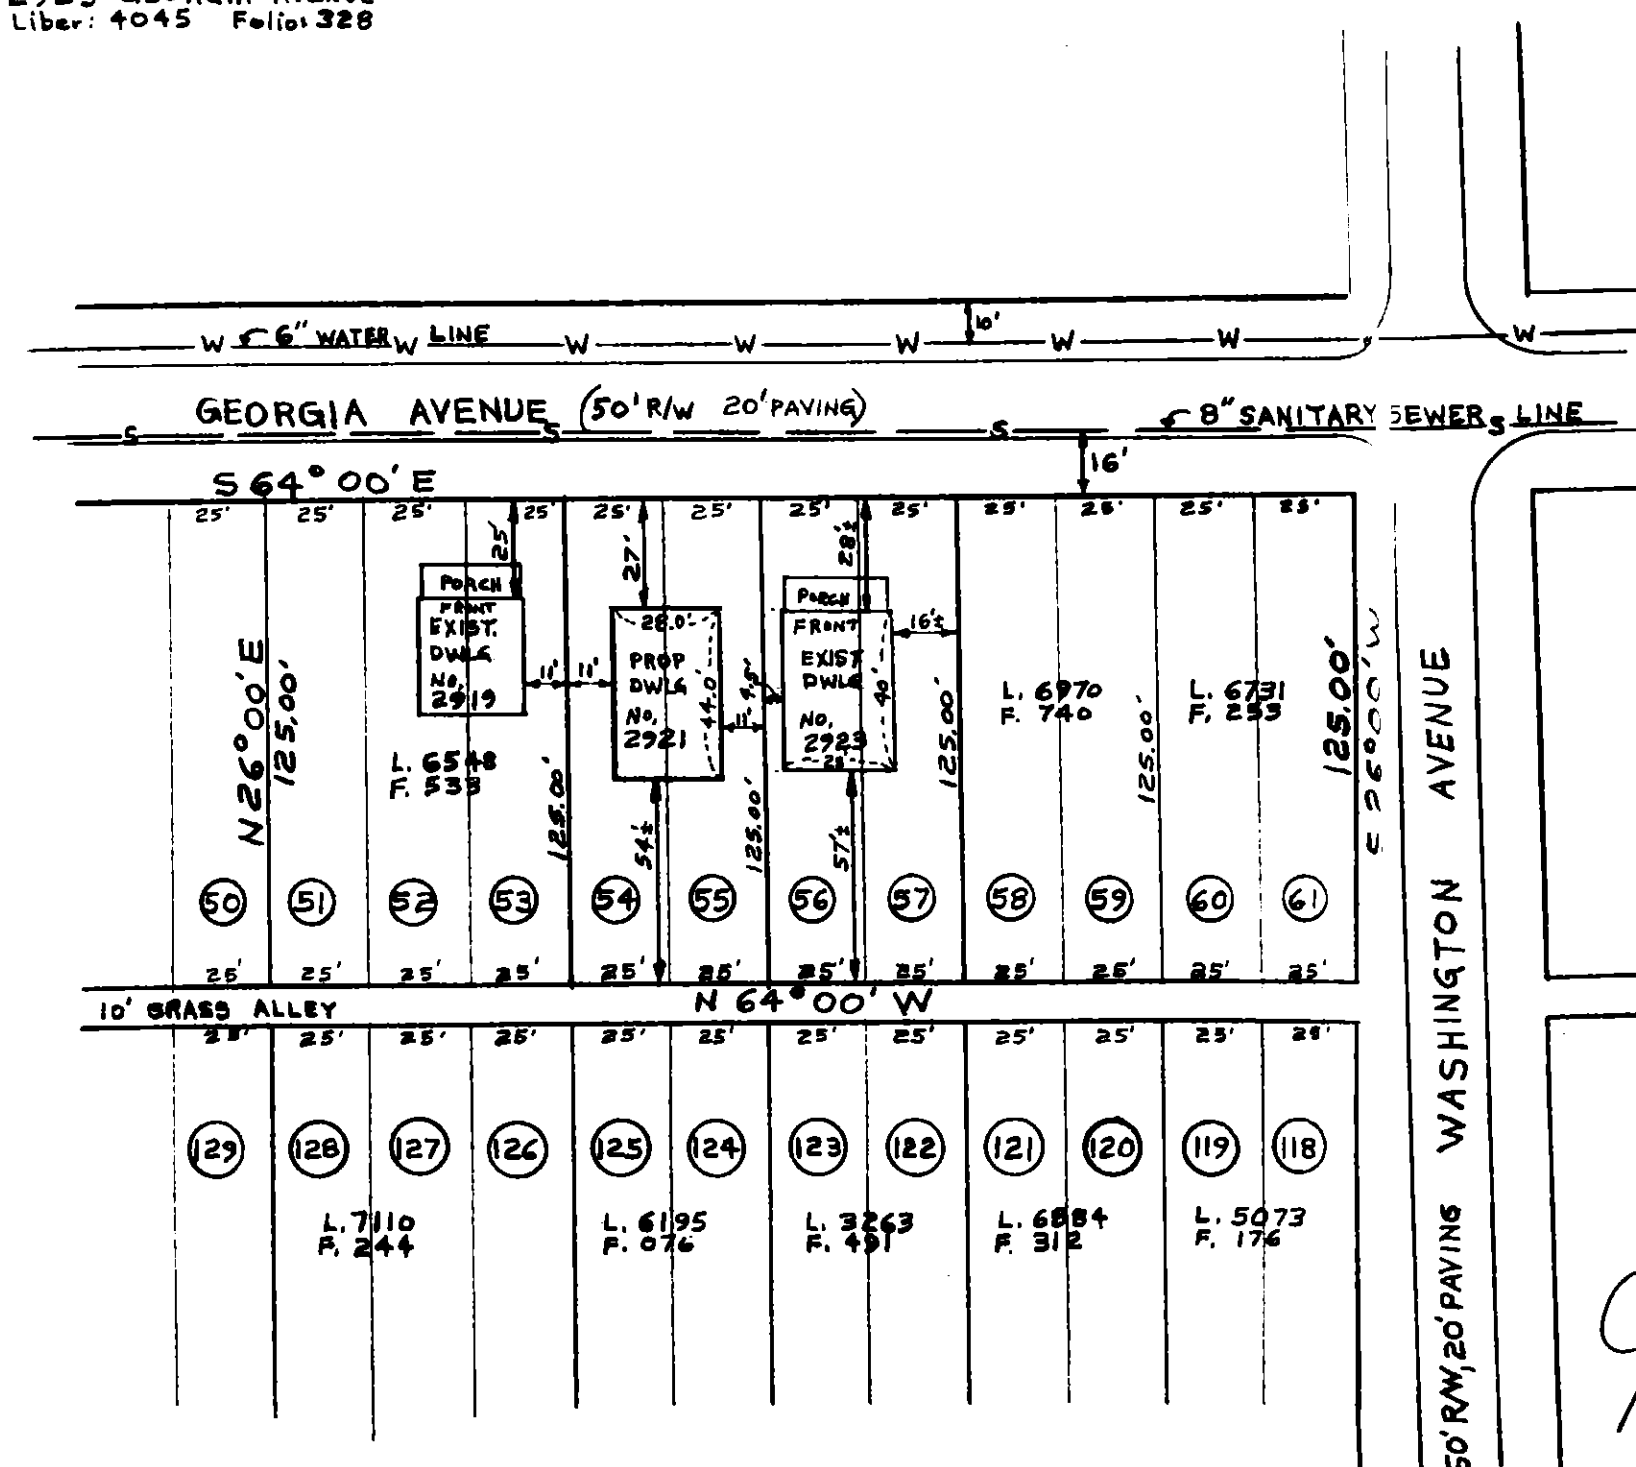 Liber: 4045 Folio: 328
10'
W 6" WATER W LINE W W W W W W
GEORGIA AVENUE (50' R/W 20' PAVING)
8" SANITARY SEWER S LINE
S S S
16'
S 64° 00' E
25' 25' 25' 25' 25' 25' 25' 25' 25' 25' 25' 25'
25' 27' 28'±
PORCH
FRONT
EXIST.
DWLG
No.
2919
11' 11'
28.0'
PROP
DWLG
No.
2921
44.0'
11'
4.5'
PORCH
FRONT
EXIST
DWLG
No.
2923
40'
28'
16'±
N 26° 00' E
125.00'
L. 6548
F. 533
125.00'
54'±
125.00'
57'±
125.00'
L. 6970
F. 740
125.00'
L. 6731
F. 253
125.00'
S 26° 00' W
50 51 52 53 54 55 56 57 58 59 60 61
25' 25' 25' 25' 25' 25' 25' 25' 25' 25' 25' 25'
10' GRASS ALLEY
N 64° 00' W
25' 25' 25' 25' 25' 25' 25' 25' 25' 25' 25' 25'
129 128 127 126 125 124 123 122 121 120 119 118
L. 7110
F. 244
L. 6195
F. 076
L. 3263
F. 491
L. 6884
F. 312
L. 5073
F. 176
WASHINGTON AVENUE
50' R/W, 20' PAVING